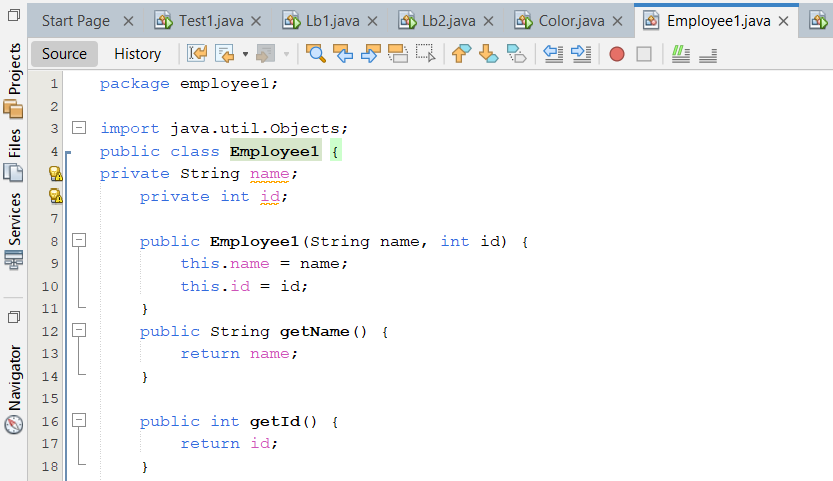 Start Page Test1.java Lb1.java Lb2.java Color.java Employee1.java
Source History
Projects
Files
Services
Navigator
1 package employee1;
2
3 import java.util.Objects;
4 public class Employee1 {
private String name;
private int id;
7
8 public Employee1(String name, int id) {
9 this.name = name;
10 this.id = id;
11 }
12 public String getName() {
13 return name;
14 }
15
16 public int getId() {
17 return id;
18 }